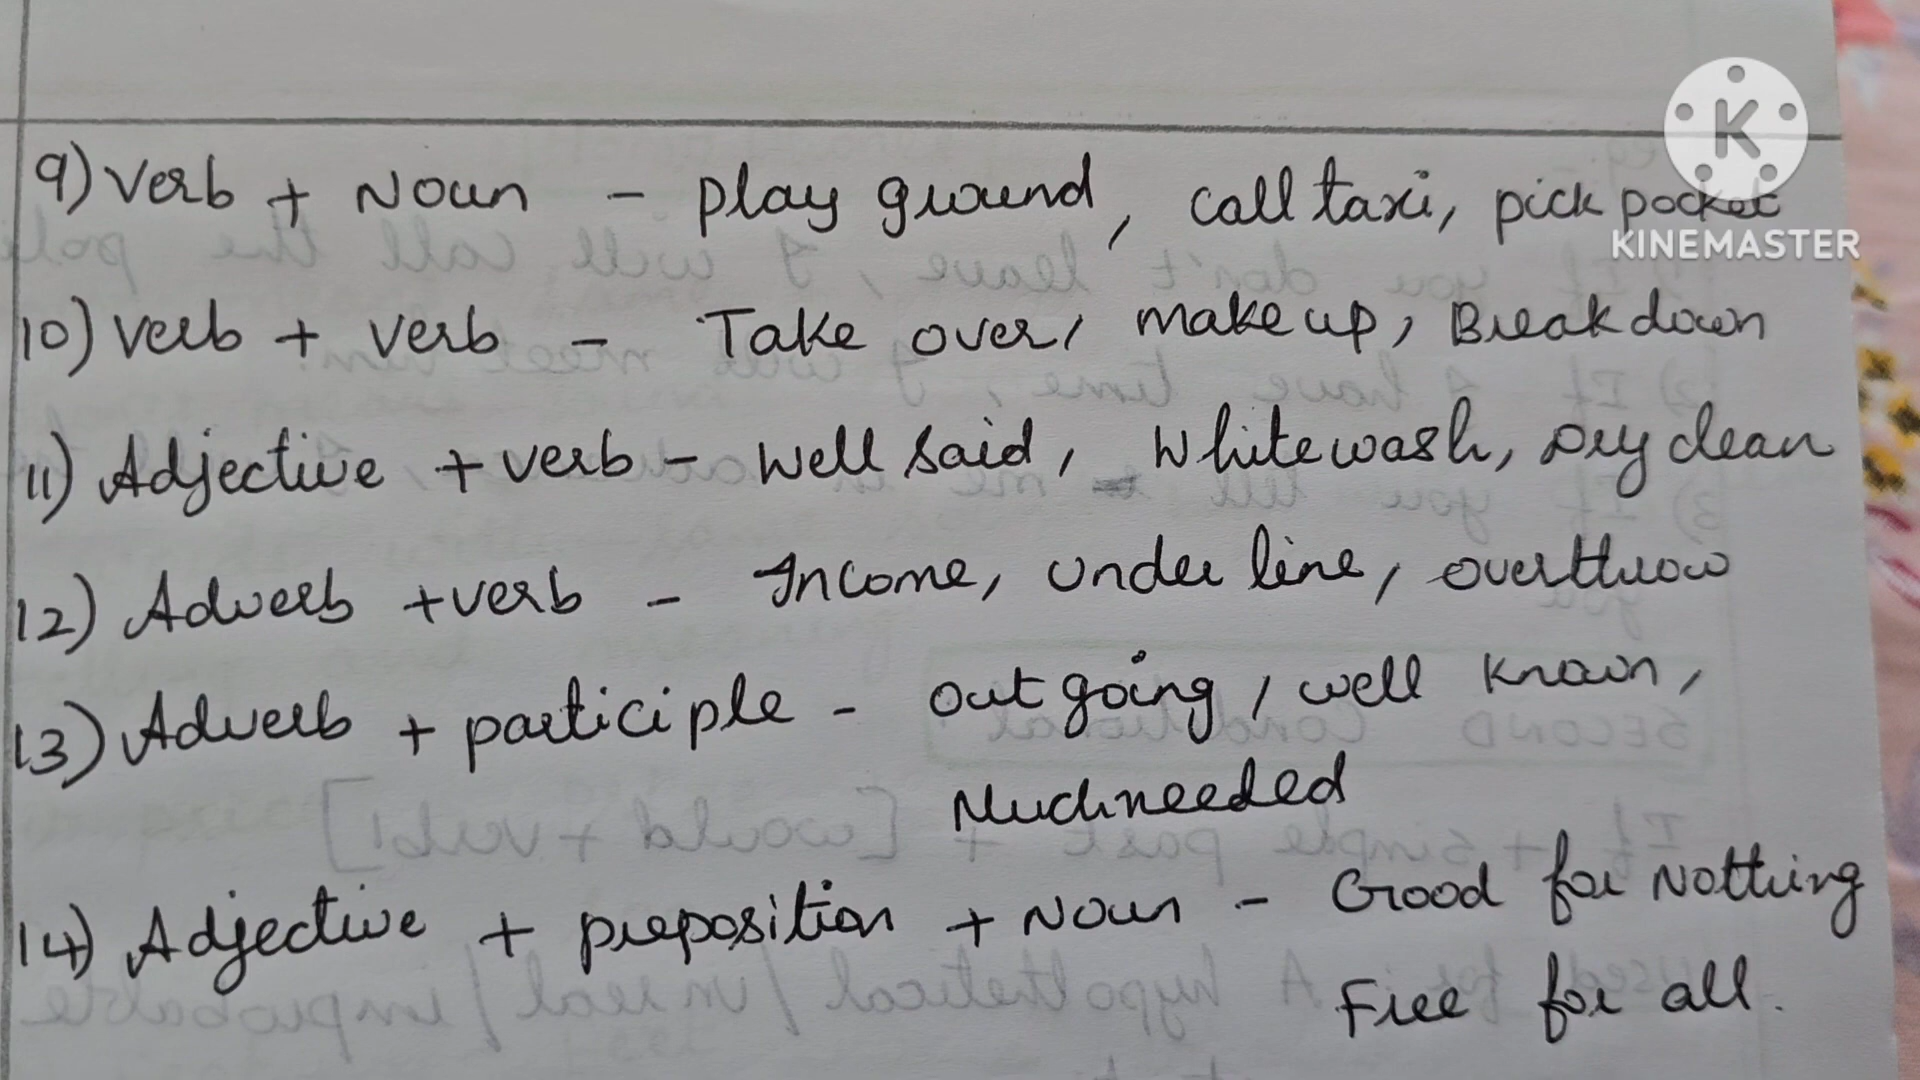 9) Verb + Noun - play ground, call taxi, pick pocket
KINEMASTER
10) Verb + verb - Take over, make up, Break down
11) Adjective + verb - Well said, White wash, Dry clean
12) Adverb + verb - Income, under line, overthrow
13) Adverb + participle - out going, well known,
Muchneeded
14) Adjective + preposition + Noun - Good for Nothing
Free for all.